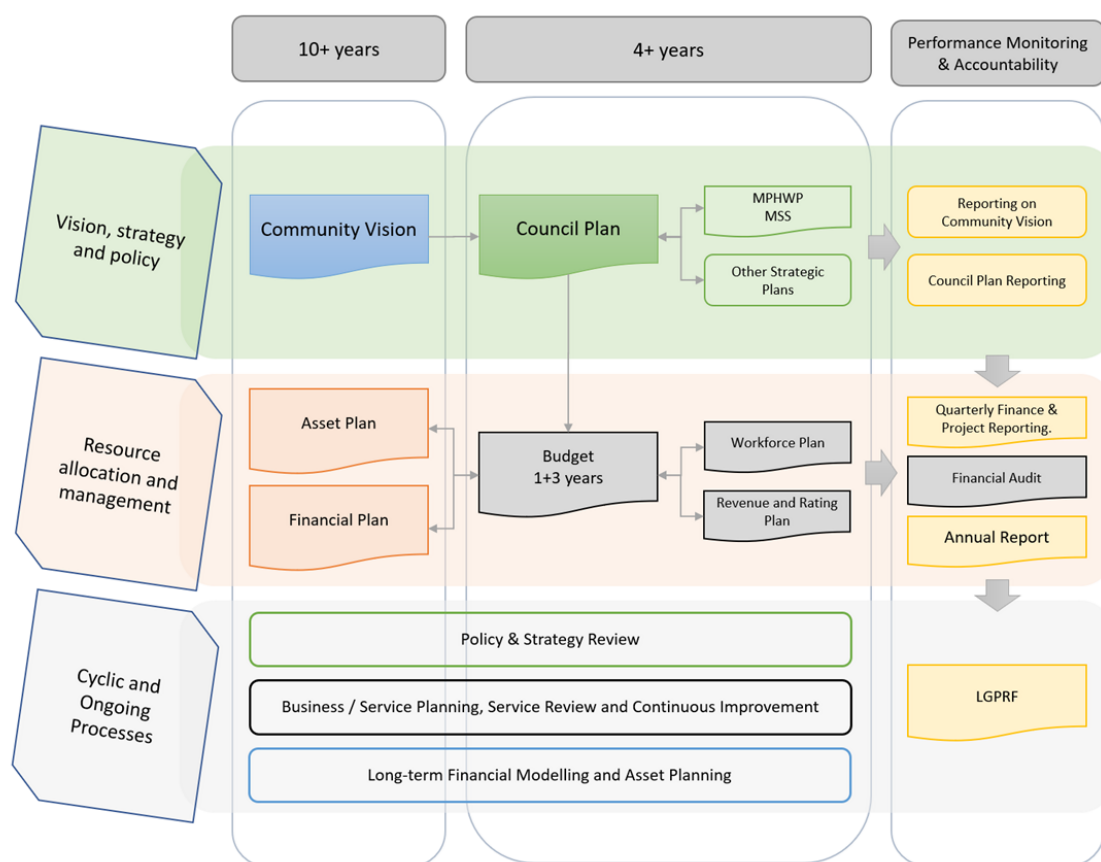 10+ years
4+ years
Performance Monitoring
& Accountability
Vision, strategy
and policy
Community Vision
Council Plan
MPHWP
MSS
Other Strategic
Plans
Reporting on
Community Vision
Council Plan Reporting
Resource
allocation and
management
Asset Plan
Financial Plan
Budget
1+3 years
Workforce Plan
Revenue and Rating
Plan
Quarterly Finance &
Project Reporting.
Financial Audit
Annual Report
Cyclic and
Ongoing
Processes
Policy & Strategy Review
Business / Service Planning, Service Review and Continuous Improvement
Long-term Financial Modelling and Asset Planning
LGPRF